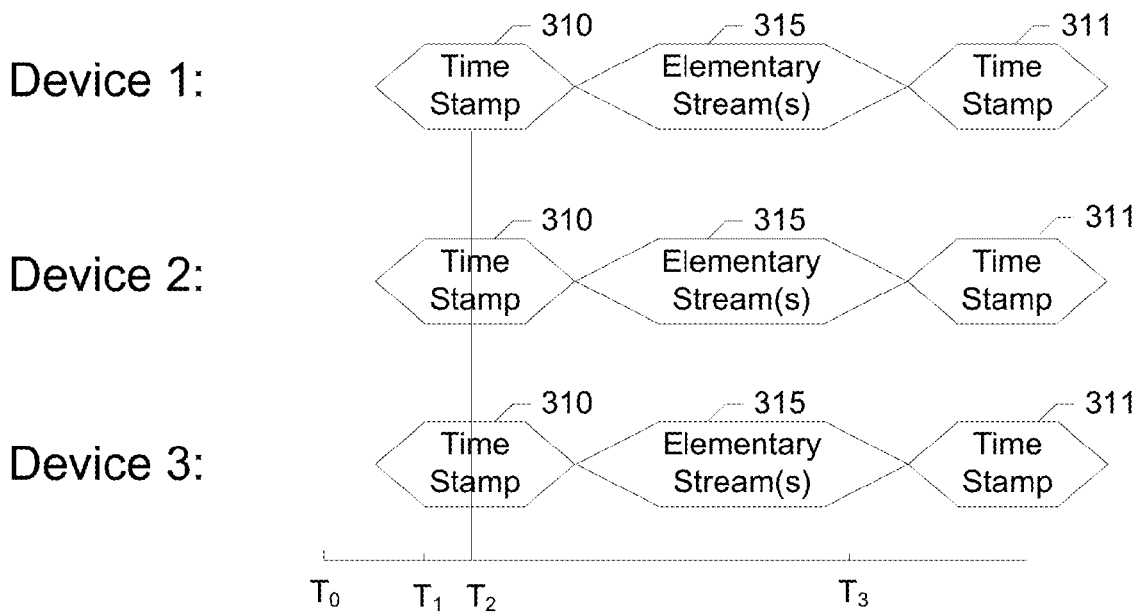 310 315 311
Device 1: Time Stamp Elementary Stream(s) Time Stamp
310 315 311
Device 2: Time Stamp Elementary Stream(s) Time Stamp
310 315 311
Device 3: Time Stamp Elementary Stream(s) Time Stamp
T0 T1 T2 T3